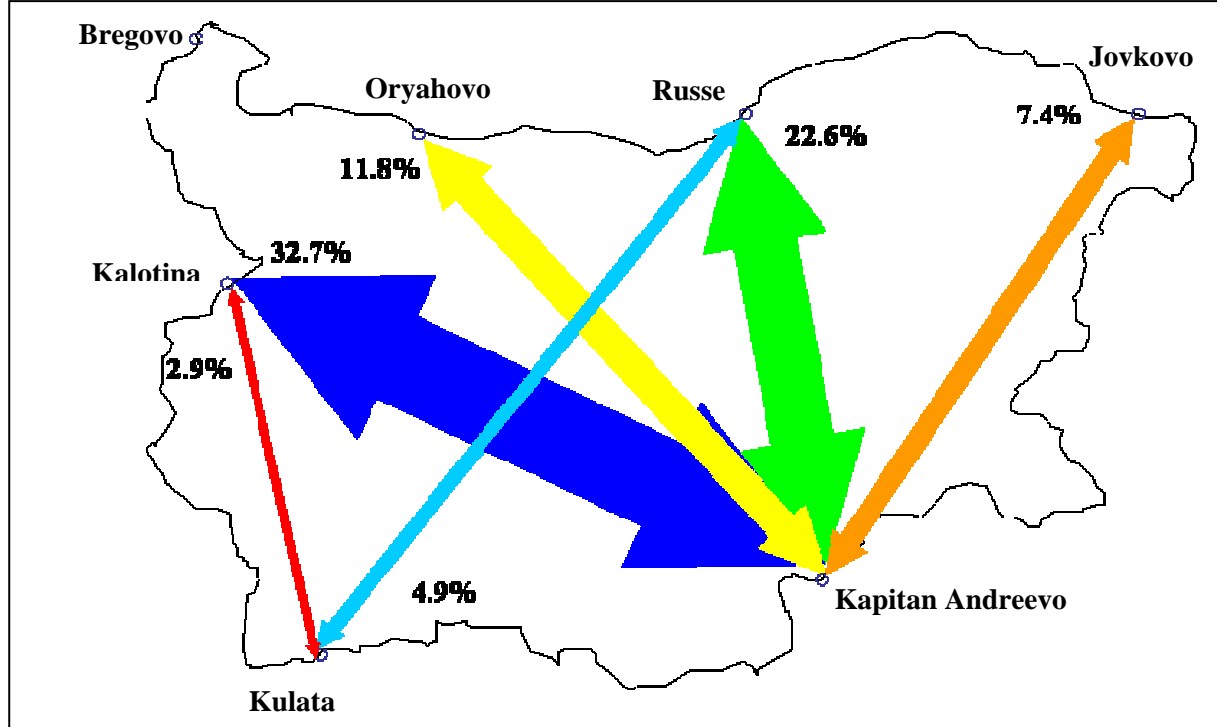 Bregovo
Jovkovo
Oryahovo
Russe
7.4%
22.6%
11.8%
32.7%
Kalotina
2.9%
4.9%
Kapitan Andreevo
Kulata